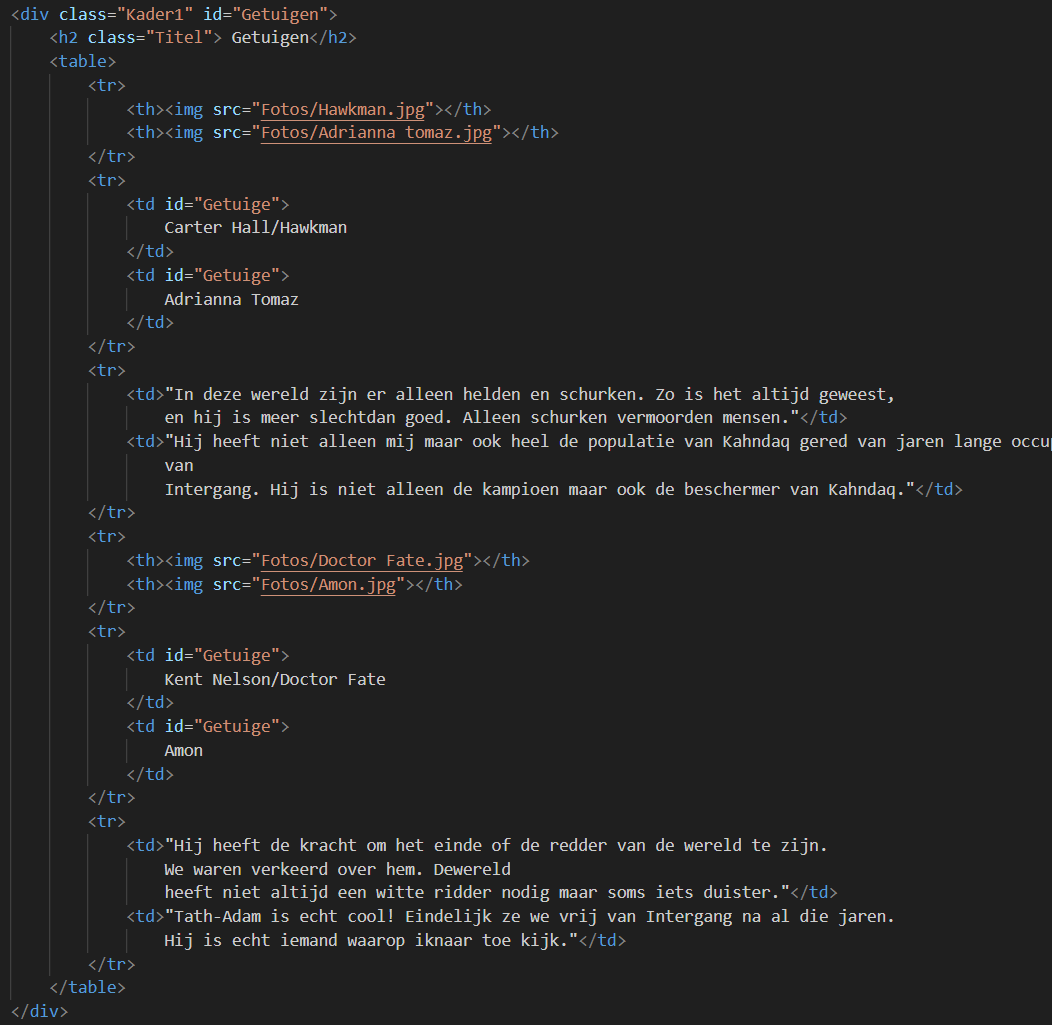 <div class="Kader1" id="Getuigen">
<h2 class="Titel"> Getuigen</h2>
<table>
<tr>
<th><img src="Fotos/Hawkman.jpg"></th>
<th><img src="Fotos/Adrianna tomaz.jpg"></th>
</tr>
<tr>
<td id="Getuige">
Carter Hall/Hawkman
</td>
<td id="Getuige">
Adrianna Tomaz
</td>
</tr>
<tr>
<td>"In deze wereld zijn er alleen helden en schurken. Zo is het altijd geweest,
en hij is meer slechtdan goed. Alleen schurken vermoorden mensen."</td>
<td>"Hij heeft niet alleen mij maar ook heel de populatie van Kahndaq gered van jaren lange
van
Intergang. Hij is niet alleen de kampioen maar ook de beschermer van Kahndaq."</td>
</tr>
<tr>
<th><img src="Fotos/Doctor Fate.jpg"></th>
<th><img src="Fotos/Amon.jpg"></th>
</tr>
<tr>
<td id="Getuige">
Kent Nelson/Doctor Fate
</td>
<td id="Getuige">
Amon
</td>
</tr>
<tr>
<td>"Hij heeft de kracht om het einde of de redder van de wereld te zijn.
We waren verkeerd over hem. Dewereld
heeft niet altijd een witte ridder nodig maar soms iets duister."</td>
<td>"Tath-Adam is echt cool! Eindelijk ze we vrij van Intergang na al die jaren.
Hij is echt iemand waarop iknaar toe kijk."</td>
</tr>
</table>
</div>